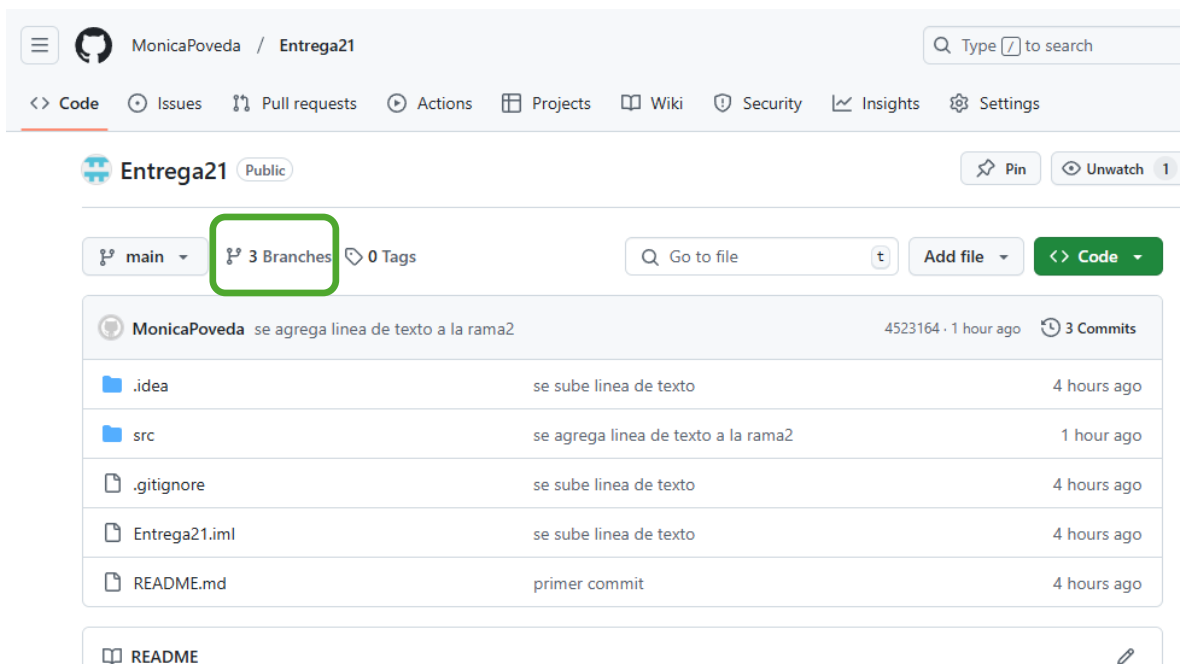 MonicaPoveda / Entrega21
Type / to search
<> Code Issues Pull requests Actions Projects Wiki Security Insights Settings
Entrega21 Public Pin Unwatch 1
main 3 Branches 0 Tags Go to file t Add file <> Code
MonicaPoveda se agrega linea de texto a la rama2 4523164 · 1 hour ago 3 Commits
.idea se sube linea de texto 4 hours ago
src se agrega linea de texto a la rama2 1 hour ago
.gitignore se sube linea de texto 4 hours ago
Entrega21.iml se sube linea de texto 4 hours ago
README.md primer commit 4 hours ago
README